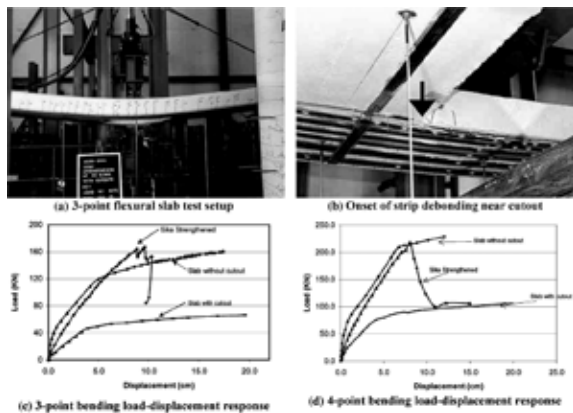 (a) 3-point flexural slab test setup
(b) Onset of strip debonding near cutout
200
160
120
80
40
0
Load (KN)
Sika Strengthened
Slab without cutout
Slab with cutout
0.0 5.0 10.0 15.0 20.0
Displacement (cm)
(c) 3-point bending load-displacement response
250.0
200.0
150.0
100.0
50.0
0.0
Load (KN)
Slab without cutout
Sika Strengthened
Slab with cutout
0.0 5.0 10.0 15.0 20.0 25.0
Displacement (cm)
(d) 4-point bending load-displacement response